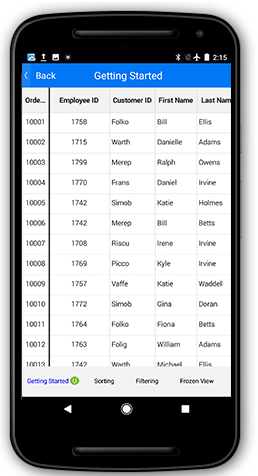 2:15
Back Getting Started
Orde... Employee ID Customer ID First Name Last Nam
10001 1758 Folko Bill Ellis
10002 1715 Warth Danielle Adams
10003 1799 Merep Ralph Owens
10004 1770 Frans Daniel Irvine
10005 1742 Simob Katie Holmes
10006 1742 Merep Bill Betts
10007 1708 Riscu Irene Irvine
10008 1769 Picco Kyle Irvine
10009 1757 Vaffe Katie Waddell
10010 1772 Simob Gina Doran
10011 1764 Folko Fiona Betts
10012 1763 Folig William Adams
10013 1742 Warth Michael Ellis
Getting Started U Sorting Filtering Frozen View